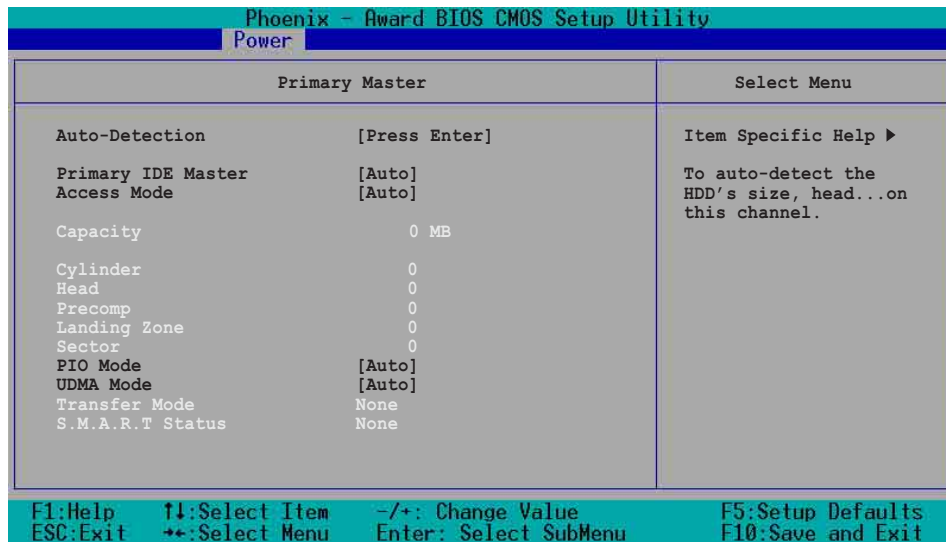 Phoenix - Award BIOS CMOS Setup Utility
Power
Primary Master
Select Menu
Auto-Detection [Press Enter]
Item Specific Help ▶
Primary IDE Master [Auto]
To auto-detect the
Access Mode [Auto]
HDD's size, head...on
this channel.
Capacity 0 MB
Cylinder 0
Head 0
Precomp 0
Landing Zone 0
Sector 0
PIO Mode [Auto]
UDMA Mode [Auto]
Transfer Mode None
S.M.A.R.T Status None
F1:Help ↑↓:Select Item -/+: Change Value F5:Setup Defaults
ESC:Exit →←:Select Menu Enter: Select SubMenu F10:Save and Exit